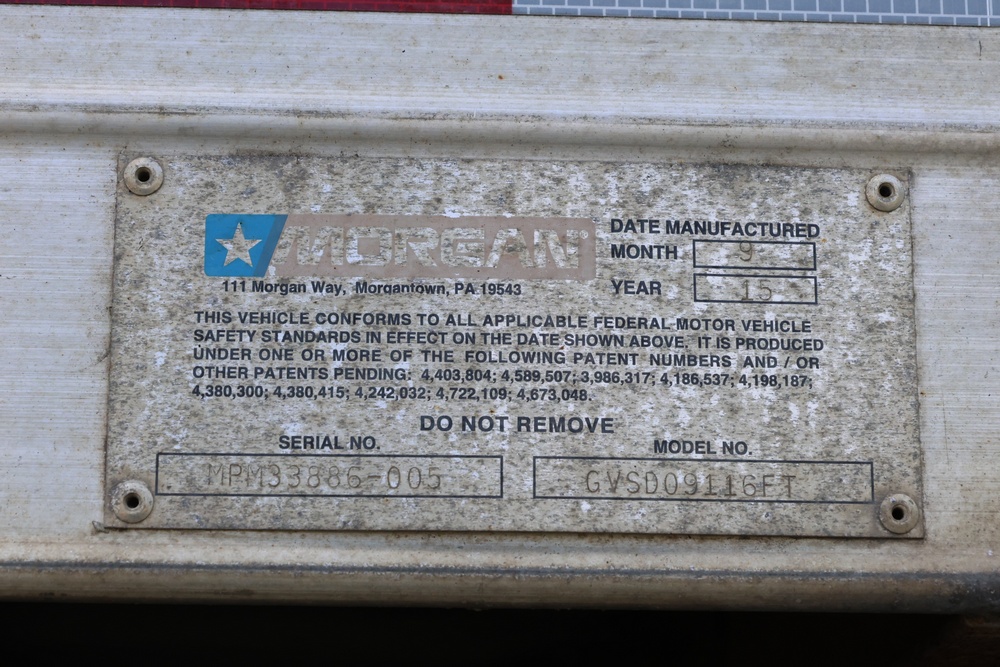 MORGAN
111 Morgan Way, Morgantown, PA 19543
DATE MANUFACTURED
MONTH 9
YEAR 15
THIS VEHICLE CONFORMS TO ALL APPLICABLE FEDERAL MOTOR VEHICLE
SAFETY STANDARDS IN EFFECT ON THE DATE SHOWN ABOVE, IT IS PRODUCED
UNDER ONE OR MORE OF THE FOLLOWING PATENT NUMBERS AND / OR
OTHER PATENTS PENDING: 4,403,804; 4,589,507; 3,986,317; 4,186,537; 4,198,187;
4,380,300; 4,380,415; 4,242,032; 4,722,109; 4,673,048.
DO NOT REMOVE
SERIAL NO.
MPM33886-005
MODEL NO.
GVSD09116FT